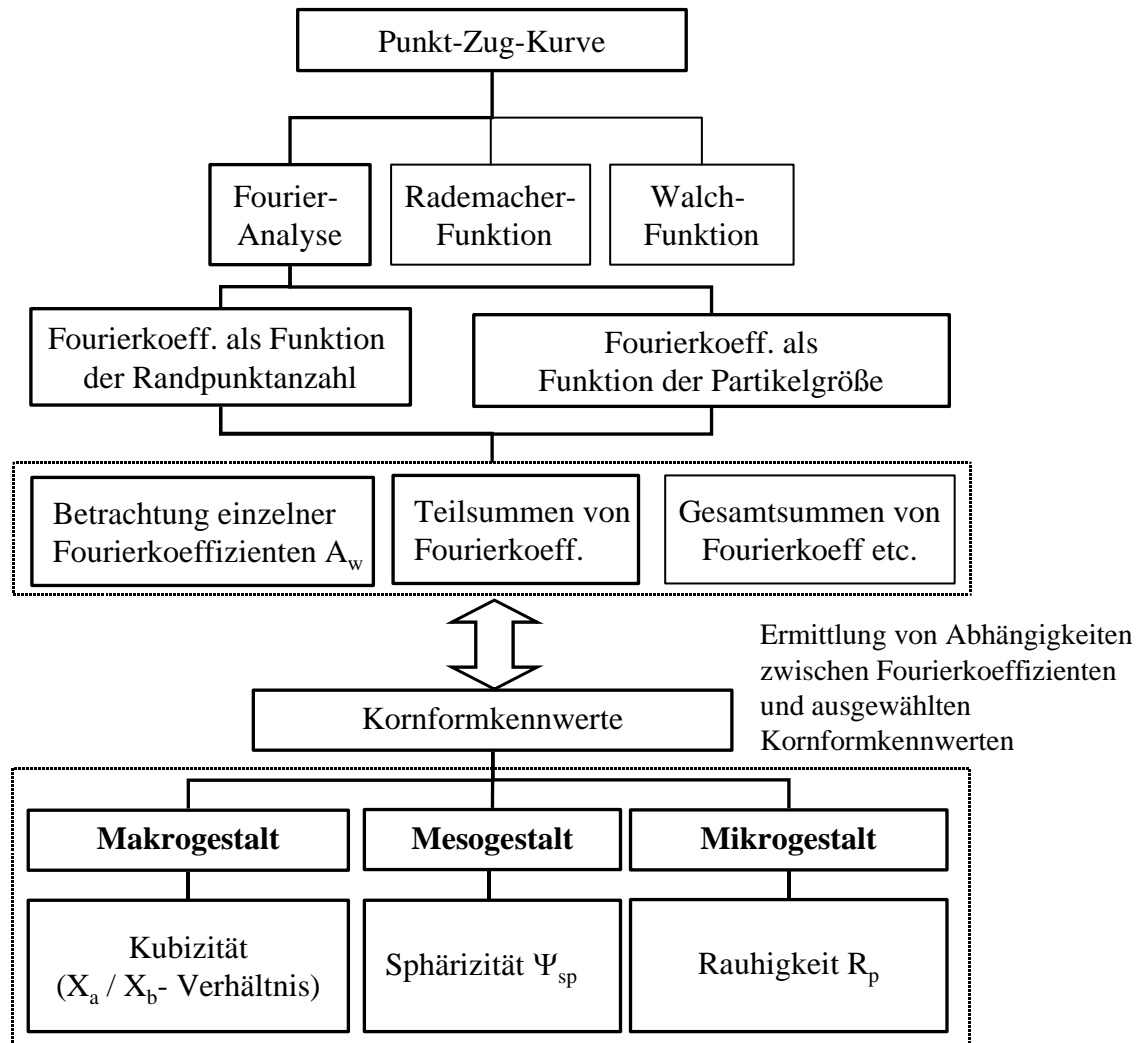 Punkt-Zug-Kurve
Fourier-
Analyse
Rademacher-
Funktion
Walch-
Funktion
Fourierkoeff. als Funktion
der Randpunktanzahl
Fourierkoeff. als
Funktion der Partikelgröße
Betrachtung einzelner
Fourierkoeffizienten A_w
Teilsummen von
Fourierkoeff.
Gesamtsummen von
Fourierkoeff etc.
Ermittlung von Abhängigkeiten
zwischen Fourierkoeffizienten
und ausgewählten
Kornformkennwerten
Kornformkennwerte
Makrogestalt
Mesogestalt
Mikrogestalt
Kubizität
(X_a / X_b- Verhältnis)
Sphärizität Ψ_sp
Rauhigkeit R_p